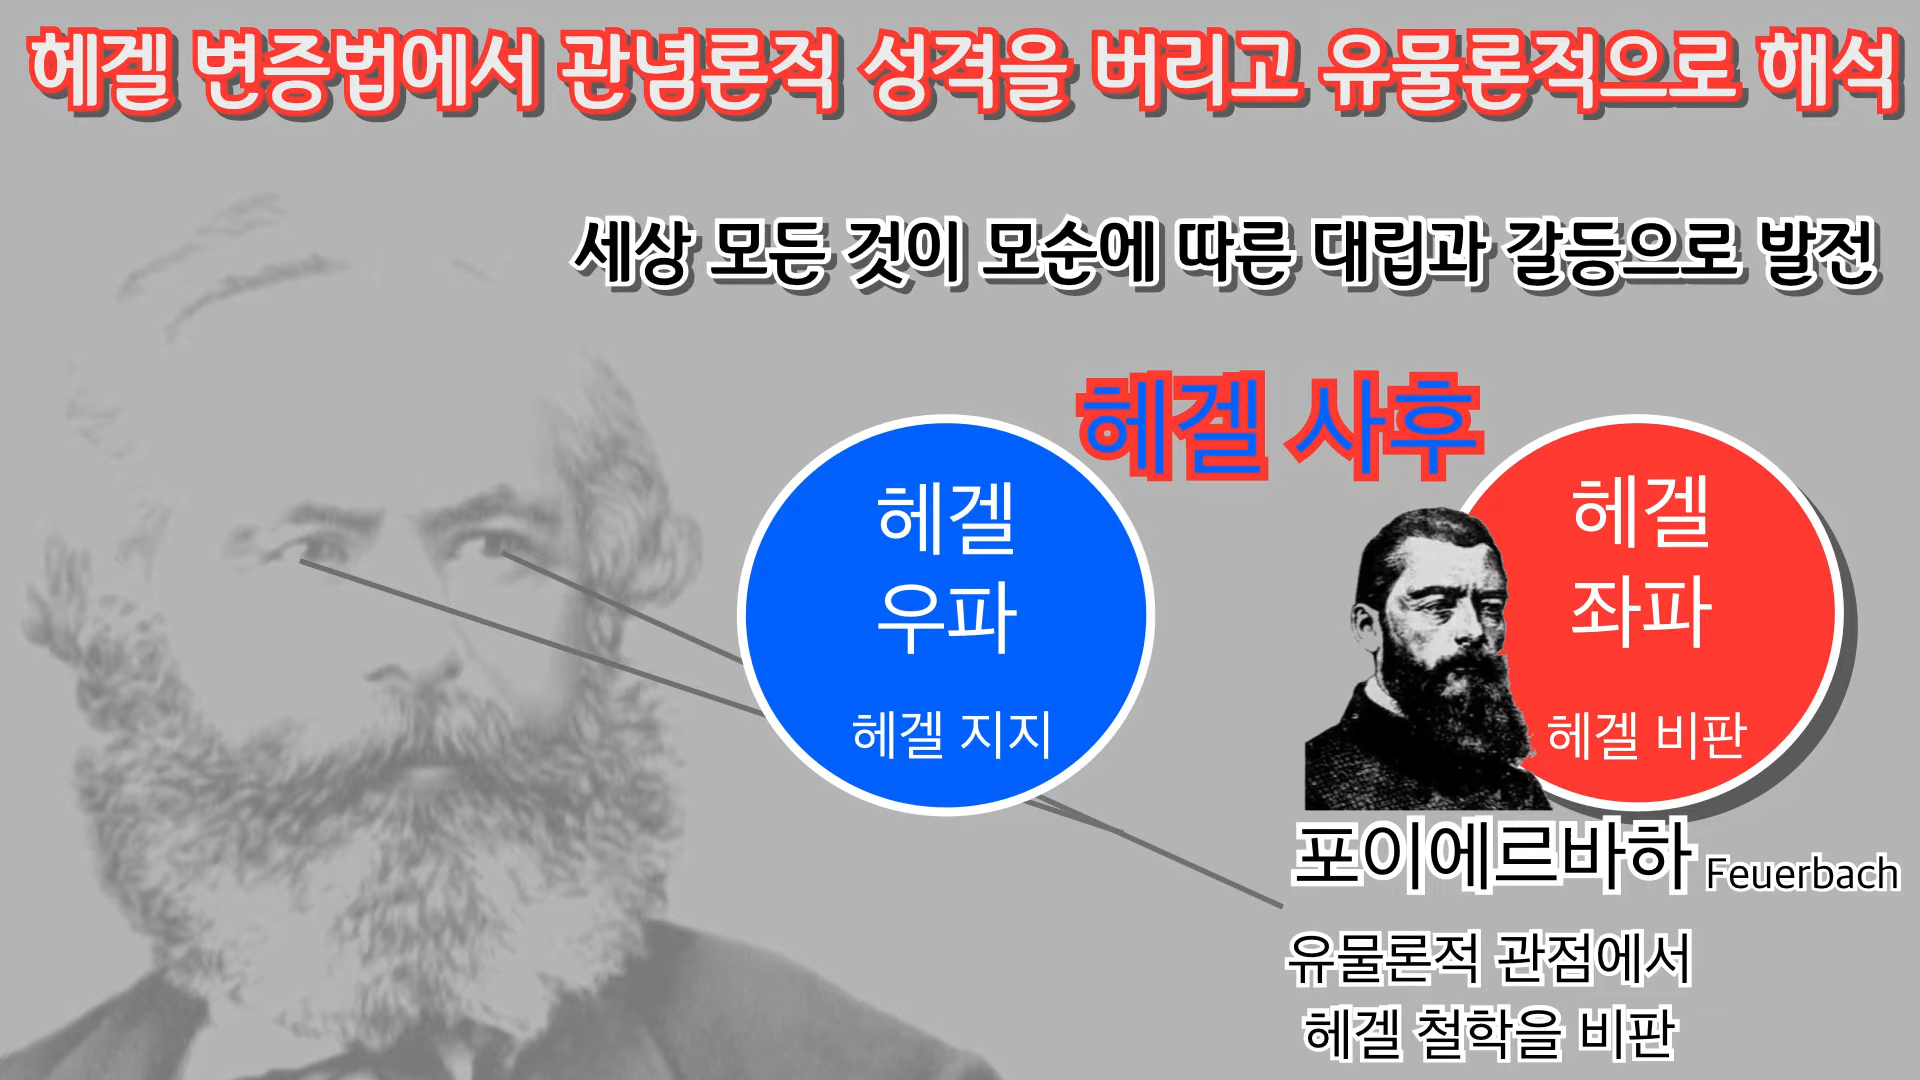 헤겔 변증법에서 관념론적 성격을 버리고 유물론적으로 해석
세상 모든 것이 모순에 따른 대립과 갈등으로 발전
헤겔 사후
헤겔
우파
헤겔 지지
헤겔
좌파
헤겔 비판
포이에르바하 Feuerbach
유물론적 관점에서
헤겔 철학을 비판